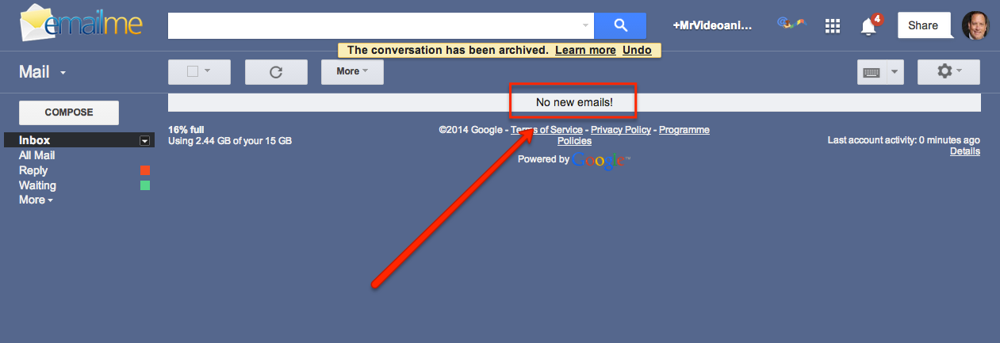 emailme
+MrVideoanl...
4
Share
The conversation has been archived. Learn more Undo
Mail
More
COMPOSE
No new emails!
Inbox
All Mail
Reply
Waiting
More
16% full
Using 2.44 GB of your 15 GB
©2014 Google - Terms of Service - Privacy Policy - Programme
Policies
Powered by Google™
Last account activity: 0 minutes ago
Details